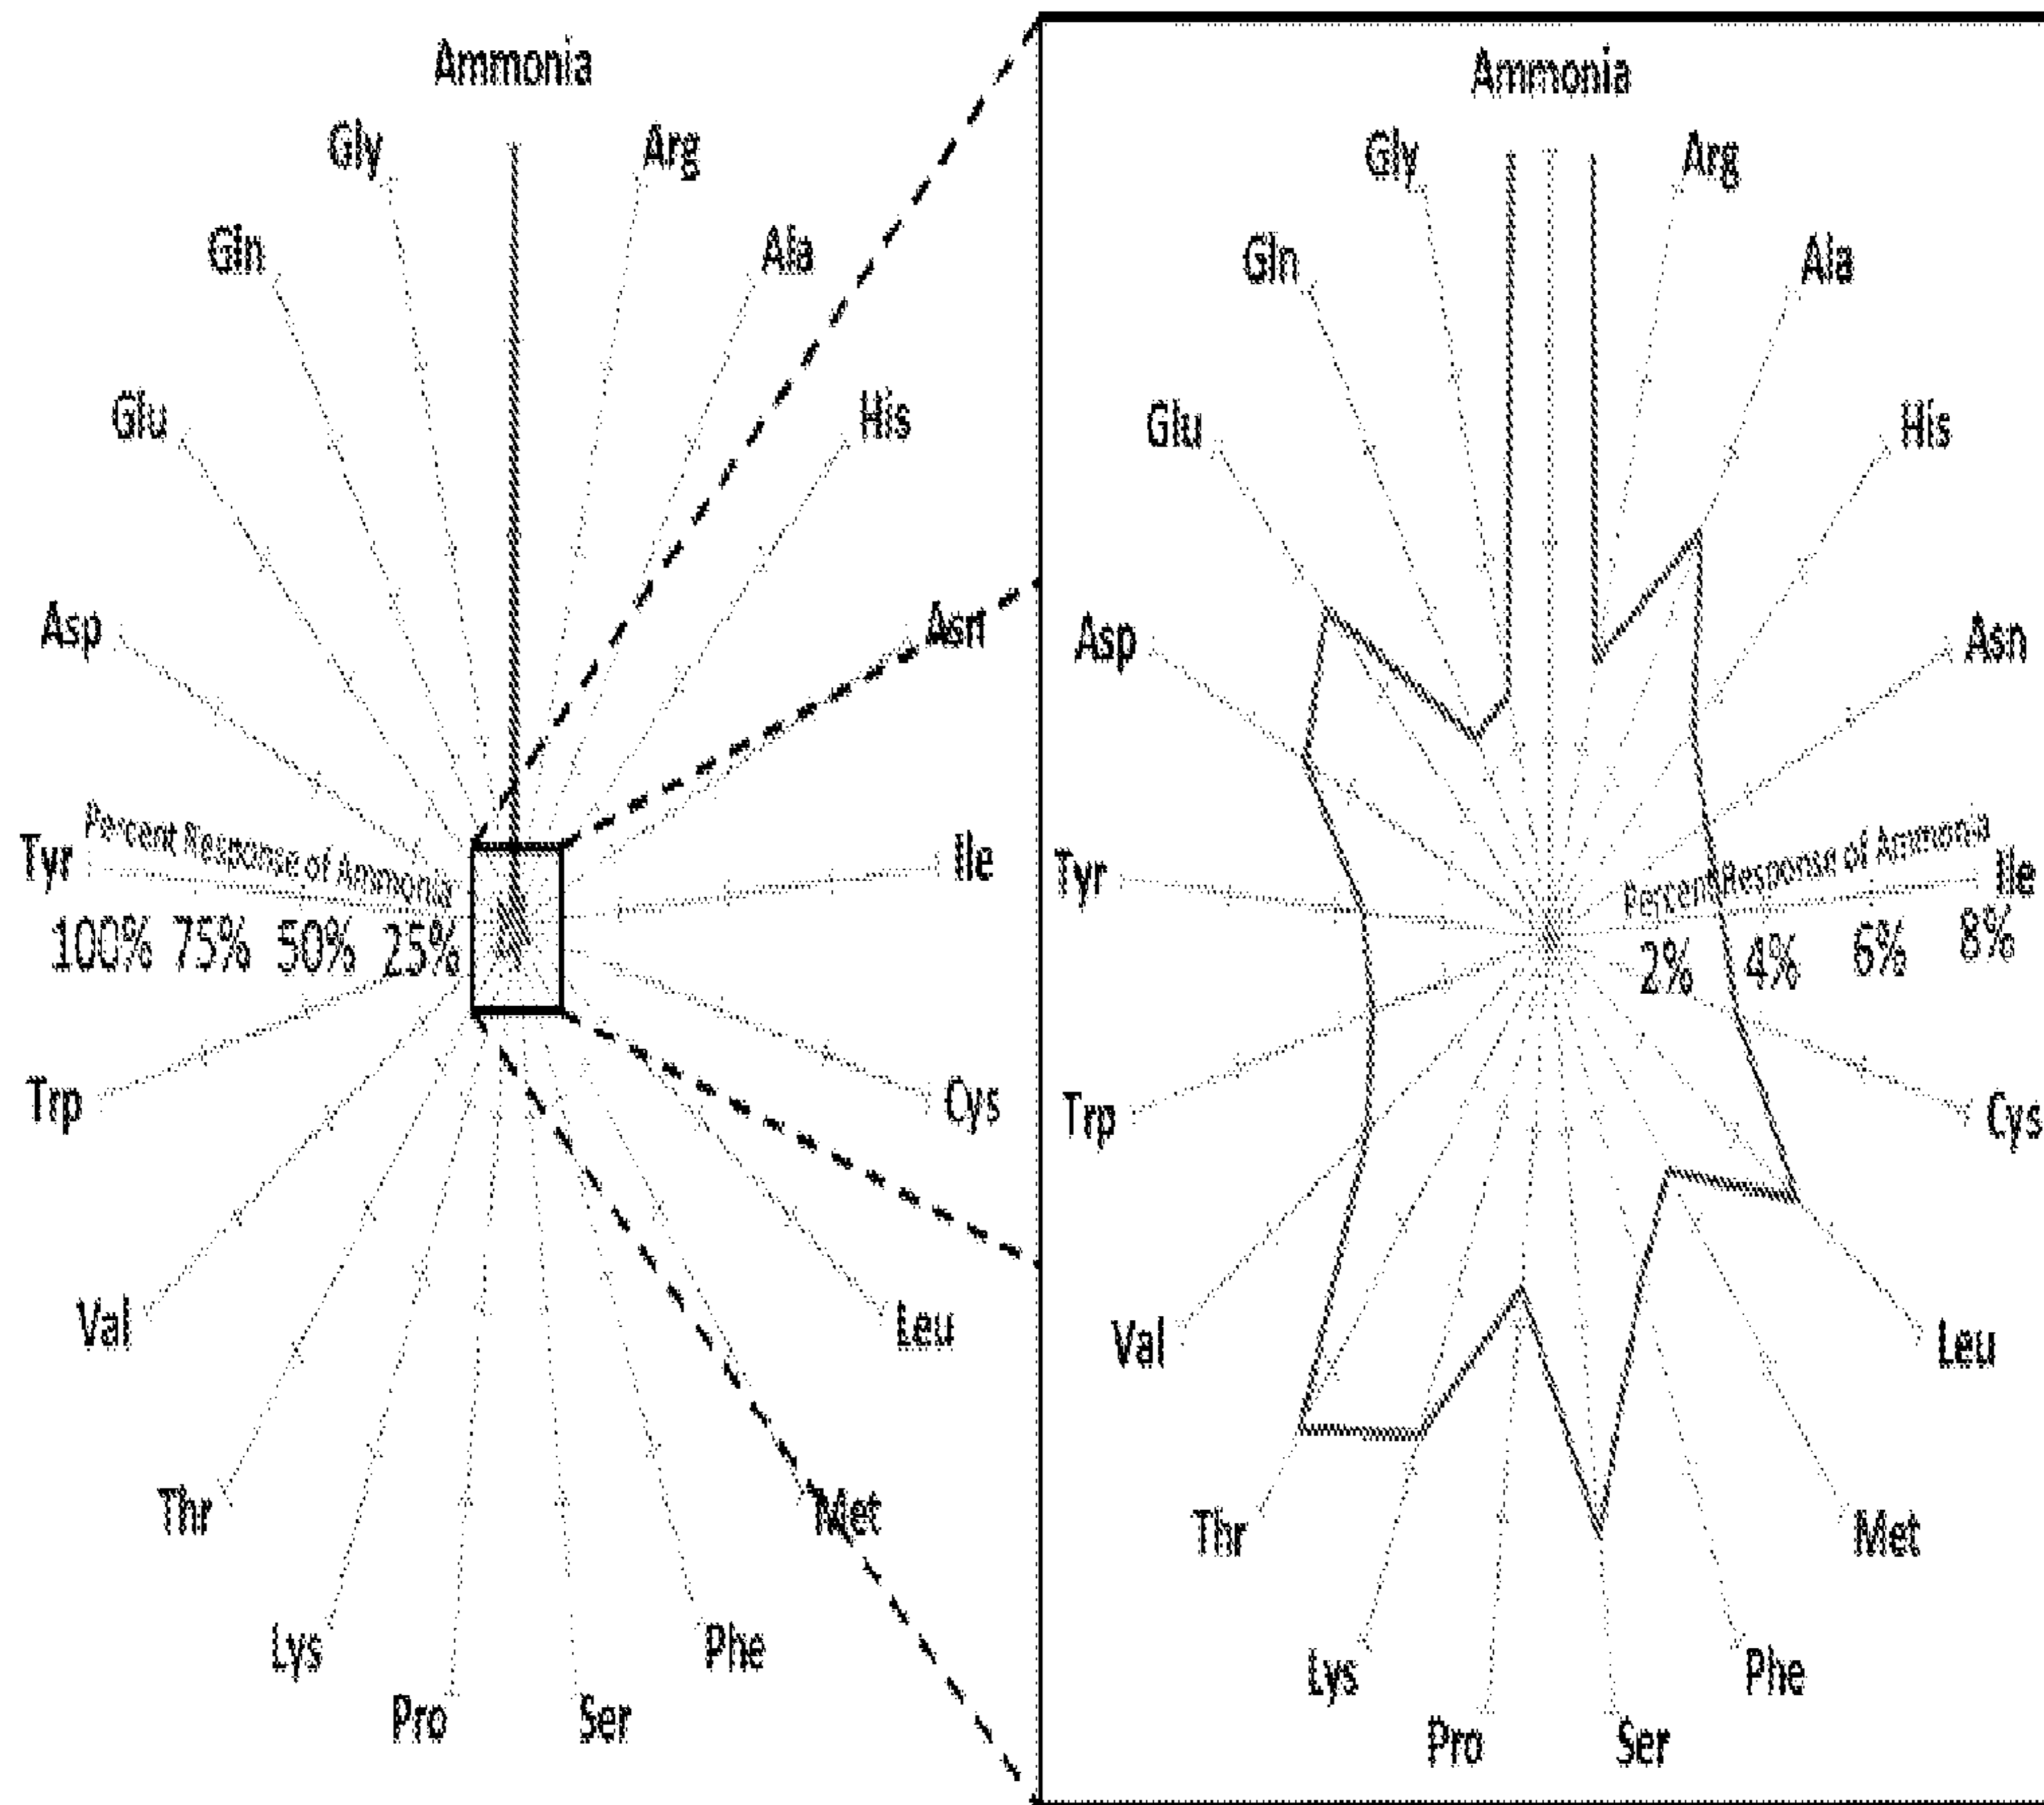 Ammonia
Gly
Arg
Gln
Ala
Glu
His
Asp
Asn
Percent Response of Ammonia
Tyr
Ile
100% 75% 50% 25%
Trp
Cys
Val
Leu
Thr
Met
Lys
Phe
Pro
Ser
Ammonia
Gly
Arg
Gln
Ala
Glu
His
Asp
Asn
Percent Response of Ammonia
Tyr
Ile
2% 4% 6% 8%
Trp
Cys
Val
Leu
Thr
Met
Lys
Phe
Pro
Ser